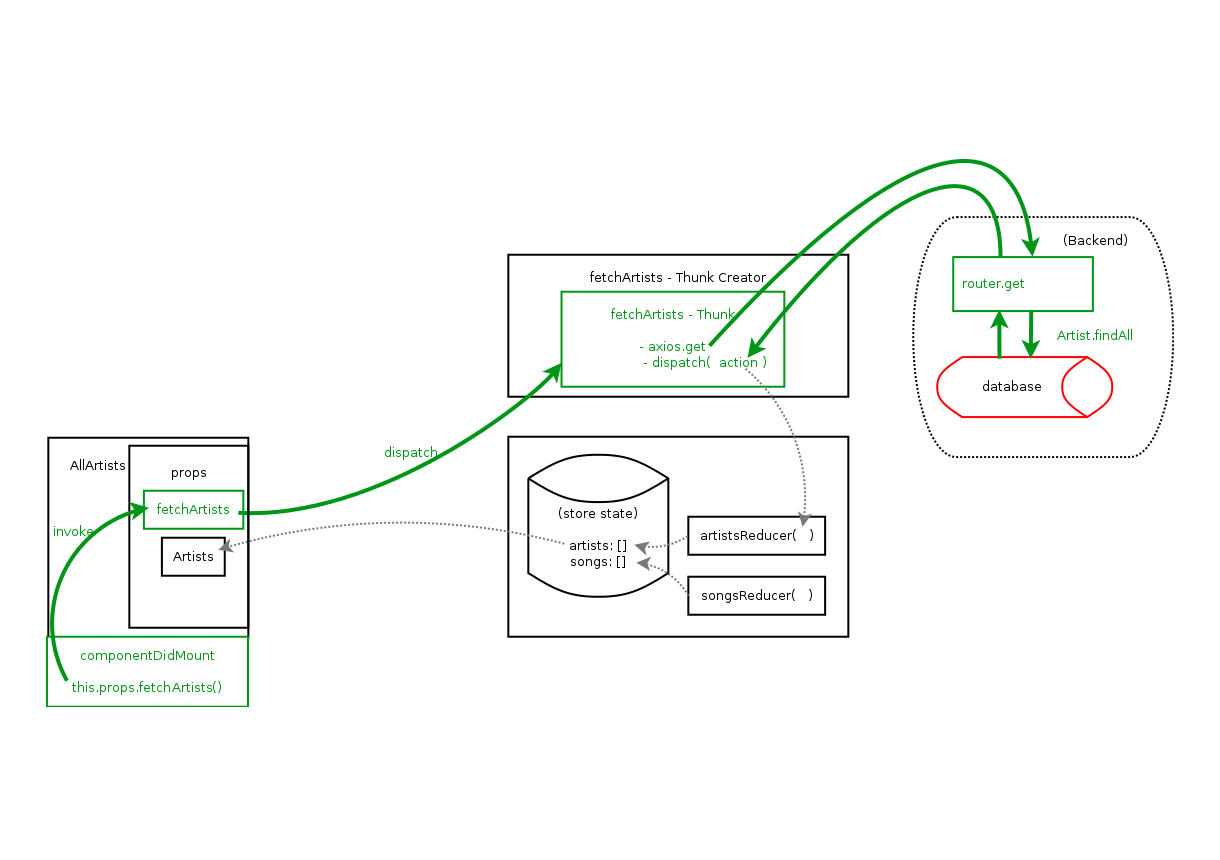 (Backend)
router.get
Artist.findAll
database
fetchArtists - Thunk Creator
fetchArtists - Thunk
- axios.get
- dispatch(  action )
dispatch
AllArtists
props
fetchArtists
invoke
Artists
componentDidMount
this.props.fetchArtists()
(store state)
artists: []
songs: []
artistsReducer(   )
songsReducer(   )